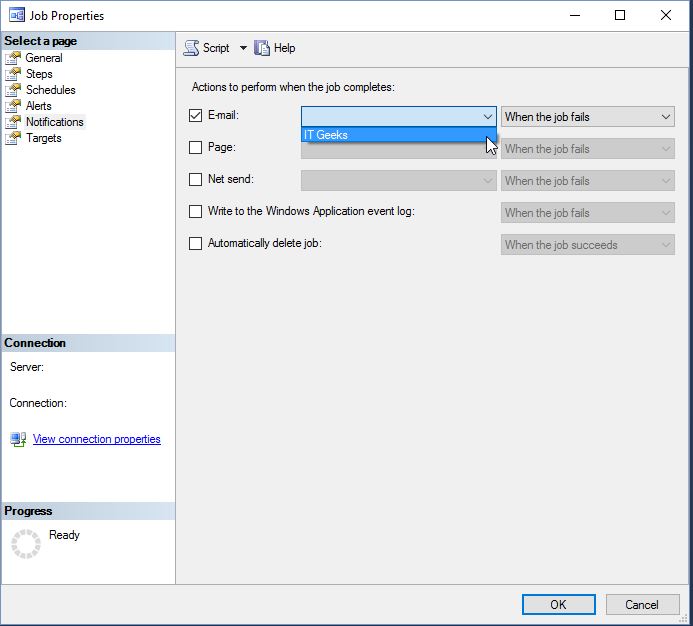 Job Properties
Select a page
General
Steps
Schedules
Alerts
Notifications
Targets
Connection
Server:
Connection:
View connection properties
Progress
Ready
Script
Help
Actions to perform when the job completes:
E-mail:
When the job fails
IT Geeks
Page:
When the job fails
Net send:
When the job fails
Write to the Windows Application event log:
When the job fails
Automatically delete job:
When the job succeeds
OK
Cancel